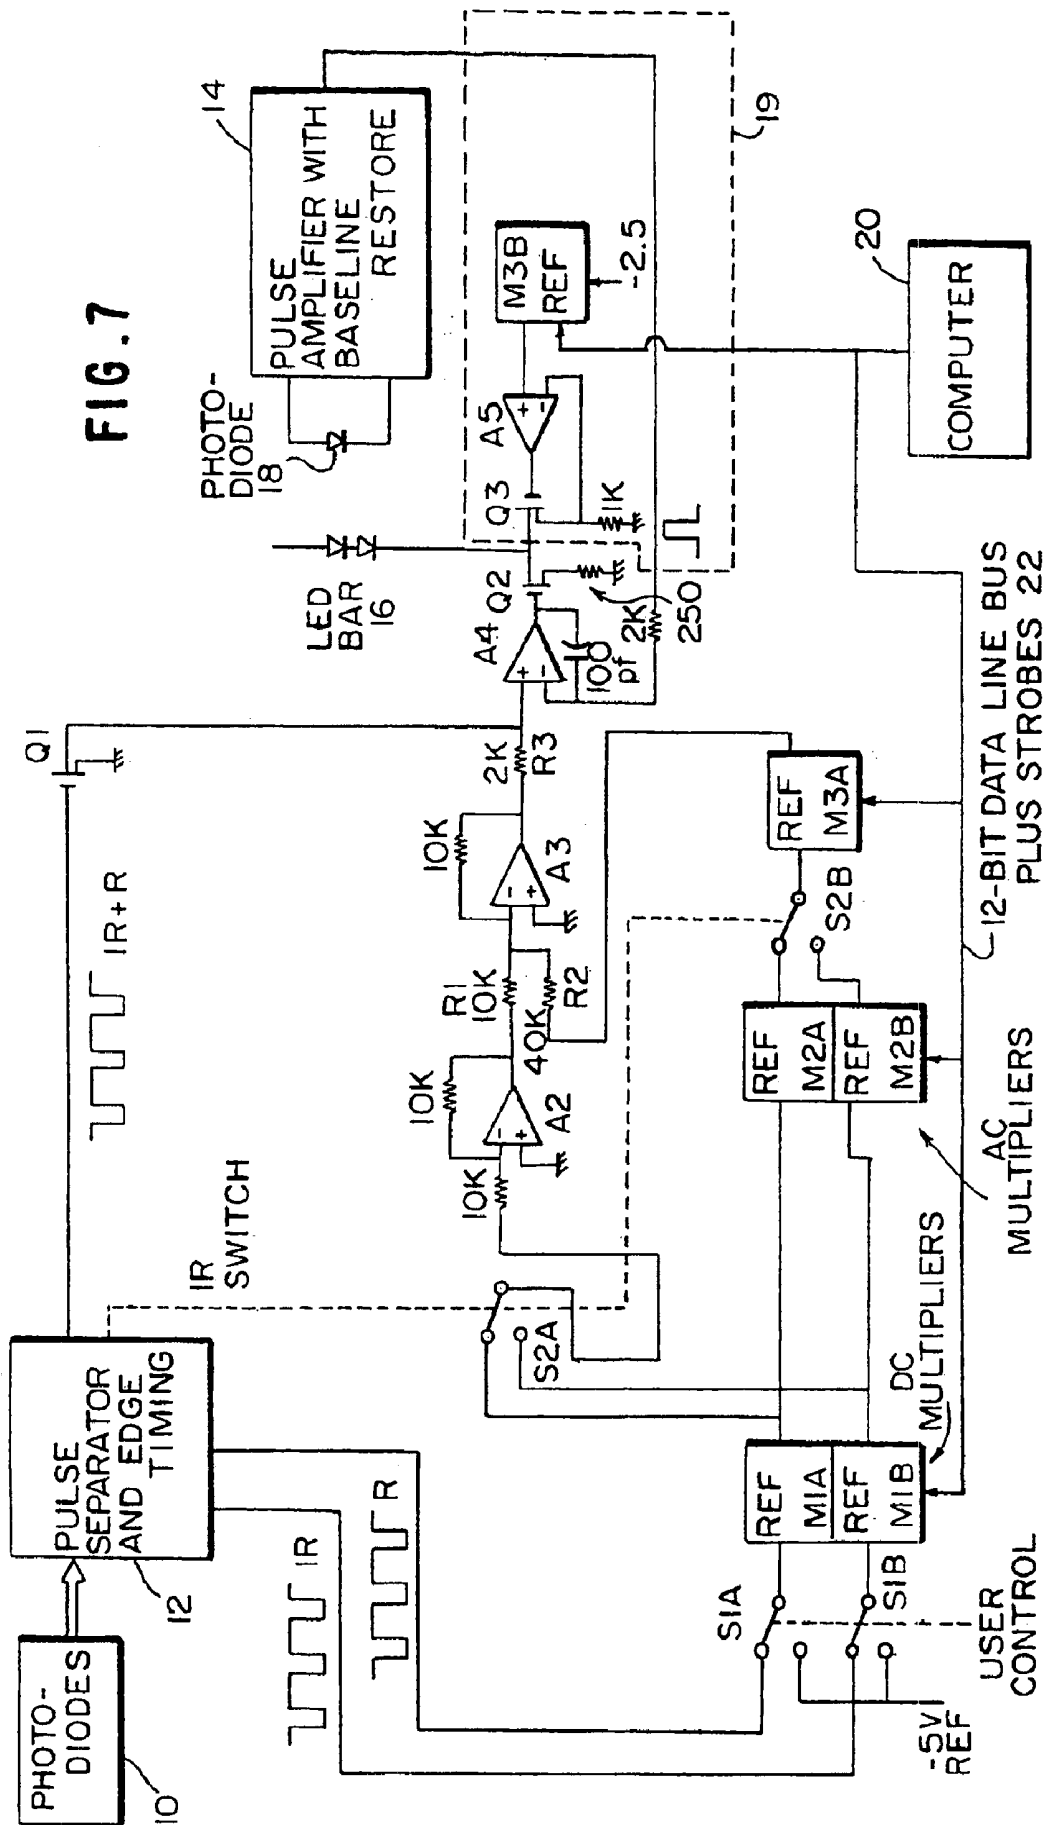 FIG. 7
PHOTO-
DIODES
10
PULSE
SEPARATOR
AND EDGE
TIMING
12
IR
R
IR+R
IR
SWITCH
Q1
PHOTO-
DIODE
18
PULSE
AMPLIFIER WITH
BASELINE
RESTORE
14
LED
BAR
16
10K
10K
-
+
A2
R1
10K
40K
R2
10K
-
+
A3
2K
R3
A4
+
-
100
pf
Q2
250
2K
Q3
1K
A5
+
-
M3B
REF
-2.5
19
S2A
S1A
S1B
-5V
REF
USER
CONTROL
REF
M1A
REF
M1B
DC
MULTIPLIERS
REF
M2A
REF
M2B
AC
MULTIPLIERS
S2B
REF
M3A
12-BIT DATA LINE BUS
PLUS STROBES 22
COMPUTER
20